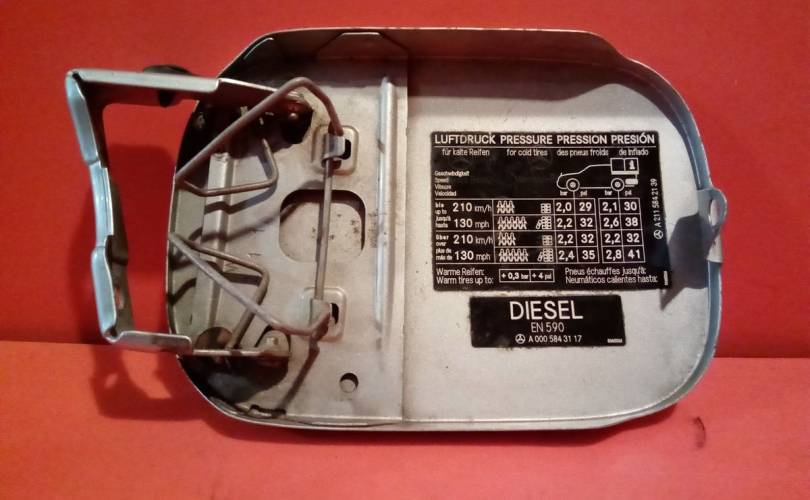 LUFTDRUCK PRESSURE PRESSION PRESIÓN
für kalte Reifen for cold tires des pneus froids de inflado
Geschwindigkeit
Speed
Vitesse
Velocidad
bar psi bar psi
bis
up to
jusqu'à
hasta
210 km/h 2,0 29 2,1 30
130 mph 2,2 32 2,6 38
über
over
plus de
más de
210 km/h 2,2 32 2,2 32
130 mph 2,4 35 2,8 41
Warme Reifen:
Warm tires up to:
+ 0,3 bar + 4 psi
Pneus échauffes jusqu'à:
Neumáticos calientes hasta:
A 211 584 21 39
DIESEL
EN 590
A 000 584 31 17